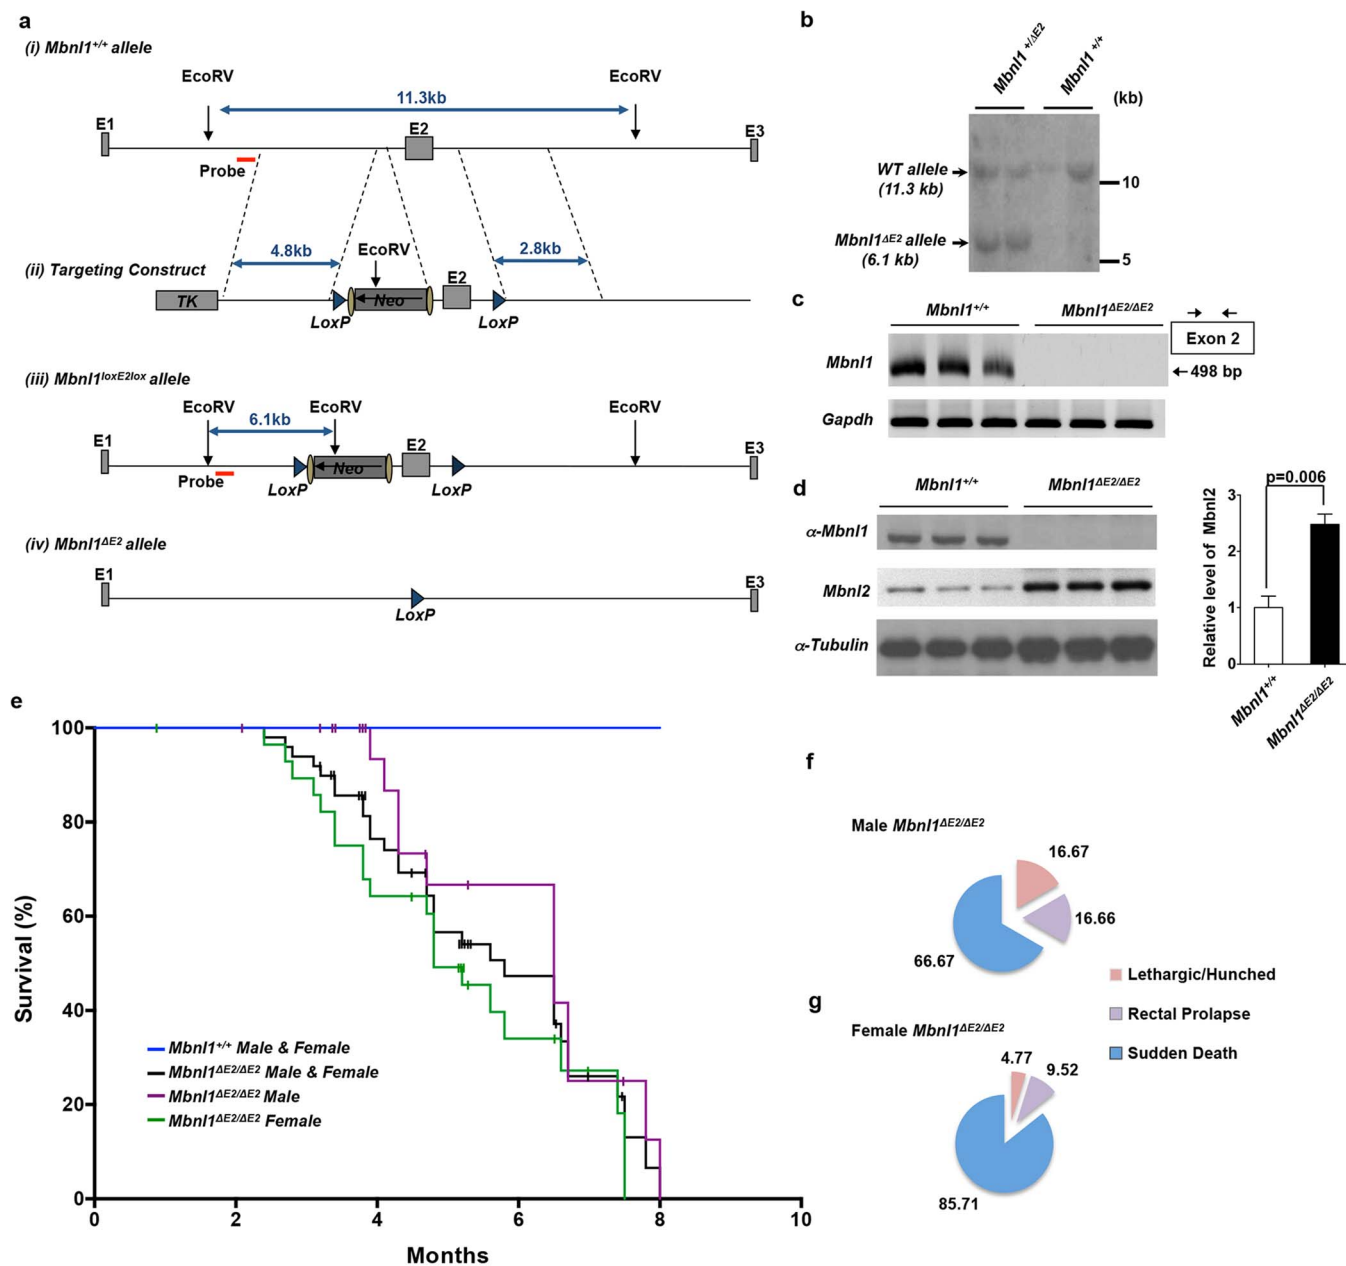 a
(i) Mbnl1+/+ allele
EcoRV
EcoRV
11.3kb
E1
E2
E3
Probe
EcoRV
4.8kb
2.8kb
(ii) Targeting Construct
E2
TK
Neo
LoxP
LoxP
(iii) Mbnl1loxE2lox allele
EcoRV
EcoRV
EcoRV
6.1kb
E1
E2
E3
Neo
Probe
LoxP
LoxP
(iv) Mbnl1ΔE2 allele
E1
E3
LoxP
b
Mbnl1 +/ΔE2
Mbnl1 +/+
(kb)
WT allele
(11.3 kb)
10
Mbnl1ΔE2 allele
(6.1 kb)
5
c
Mbnl1+/+
Mbnl1ΔE2/ΔE2
Exon 2
Mbnl1
498 bp
Gapdh
d
Mbnl1+/+
Mbnl1ΔE2/ΔE2
α-Mbnl1
Mbnl2
α-Tubulin
p=0.006
Relative level of Mbnl2
3
2
1
0
Mbnl1+/+
Mbnl1ΔE2/ΔE2
e
Survival (%)
100
80
60
40
20
0
Mbnl1+/+ Male & Female
Mbnl1ΔE2/ΔE2 Male & Female
Mbnl1ΔE2/ΔE2 Male
Mbnl1ΔE2/ΔE2 Female
0 2 4 6 8 10
Months
f
Male Mbnl1ΔE2/ΔE2
16.67
16.66
66.67
Lethargic/Hunched
Rectal Prolapse
Sudden Death
g
Female Mbnl1ΔE2/ΔE2
4.77
9.52
85.71